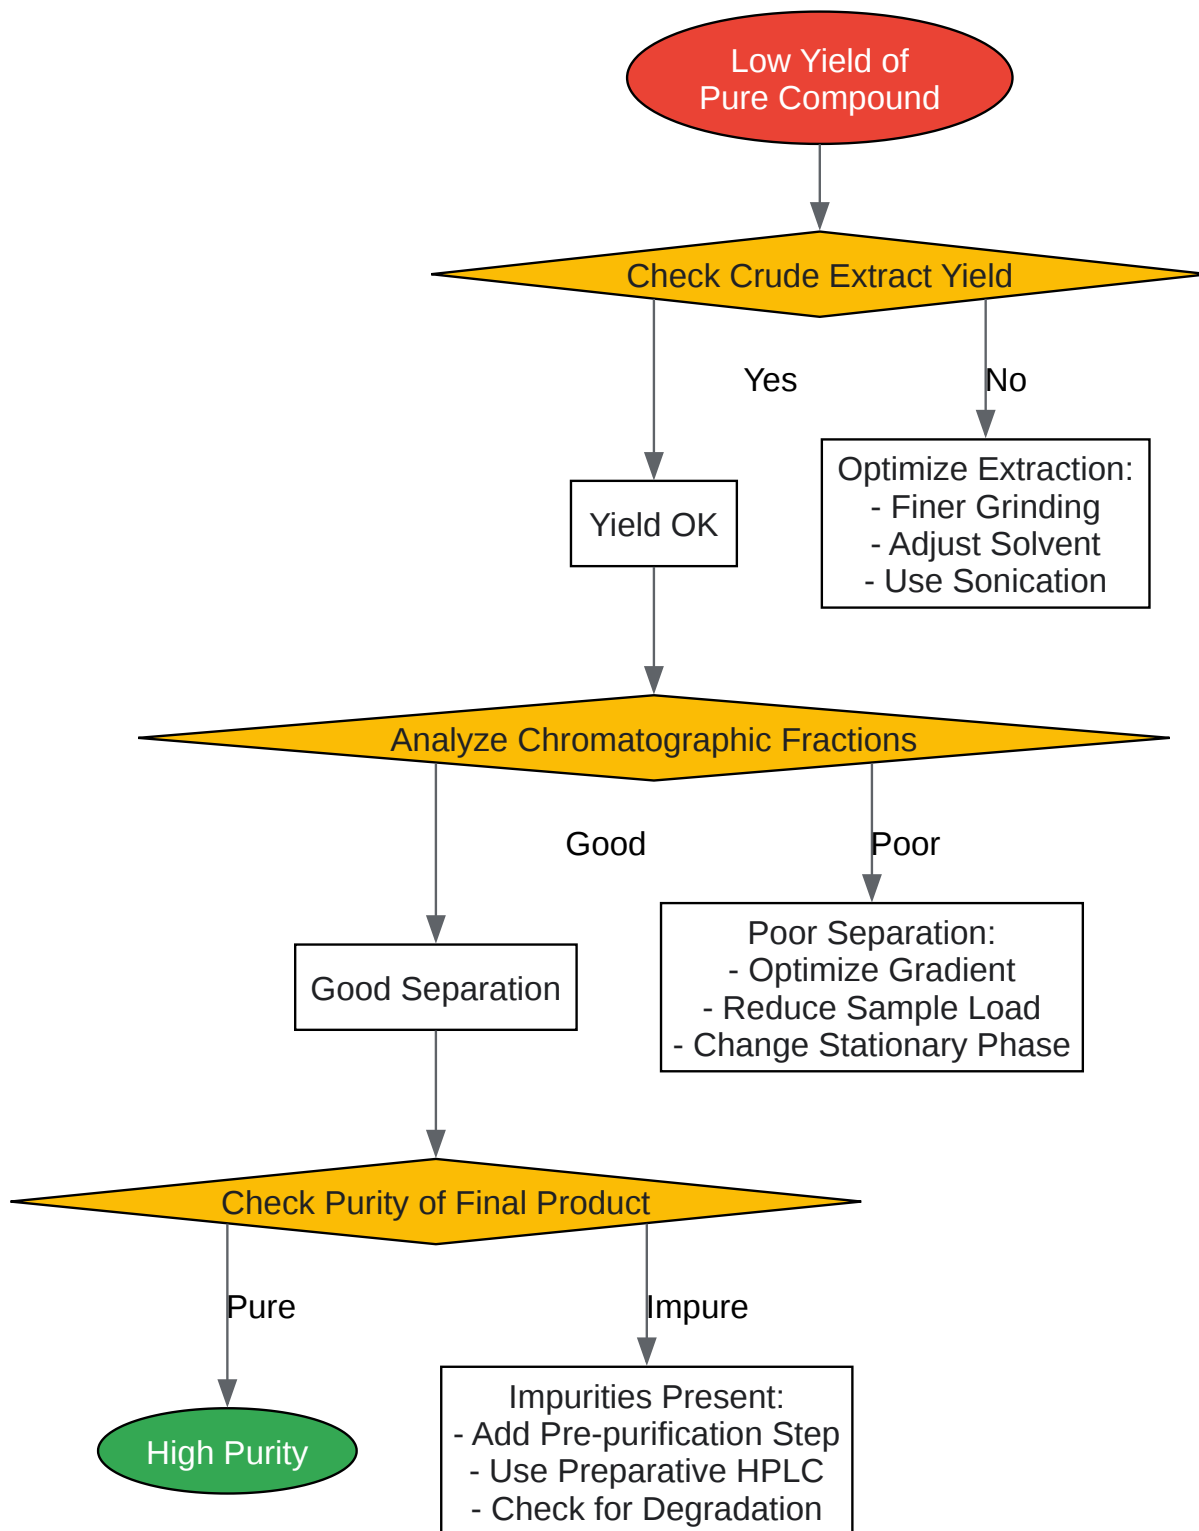 Low Yield of
Pure Compound
Check Crude Extract Yield
Yes
No
Optimize Extraction:
- Finer Grinding
- Adjust Solvent
- Use Sonication
Yield OK
Analyze Chromatographic Fractions
Good
Poor
Poor Separation:
- Optimize Gradient
- Reduce Sample Load
- Change Stationary Phase
Good Separation
Check Purity of Final Product
Pure
Impure
Impurities Present:
- Add Pre-purification Step
- Use Preparative HPLC
- Check for Degradation
High Purity